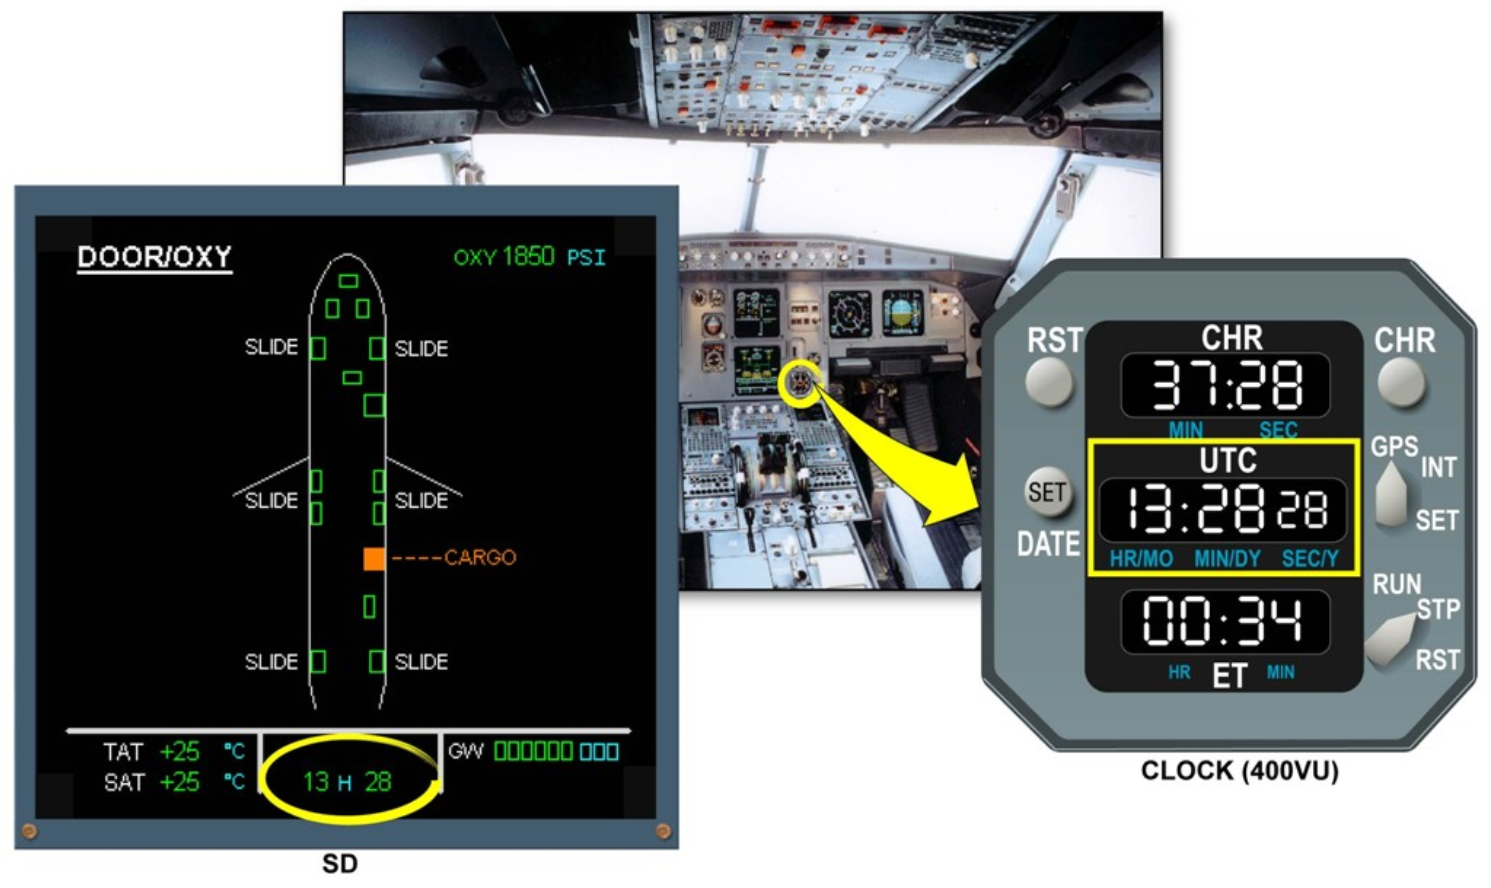 DOOR/OXY
OXY 1850 PSI
SLIDE SLIDE
SLIDE SLIDE
----CARGO
SLIDE SLIDE
TAT +25 °C
SAT +25 °C
13 H 28
GW
SD
RST
CHR
CHR
37:28
MIN SEC
UTC
13:28 28
HR/MO MIN/DY SEC/Y
SET
DATE
GPS
INT
SET
00:34
HR ET MIN
RUN
STP
RST
CLOCK (400VU)